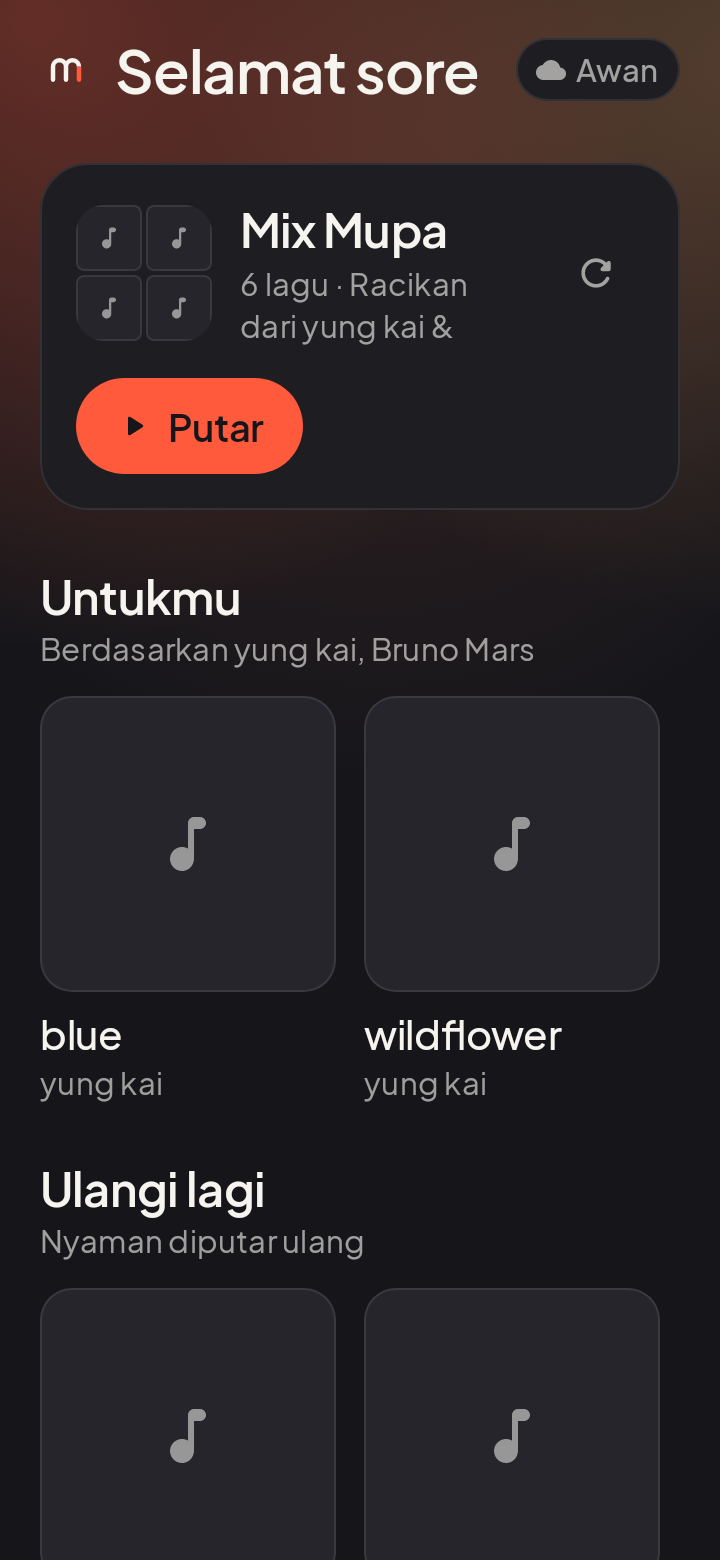 m
Selamat sore
Awan
Mix Mupa
6 lagu · Racikan
dari yung kai &
Putar
Untukmu
Berdasarkan yung kai, Bruno Mars
blue
wildflower
yung kai
yung kai
Ulangi lagi
Nyaman diputar ulang